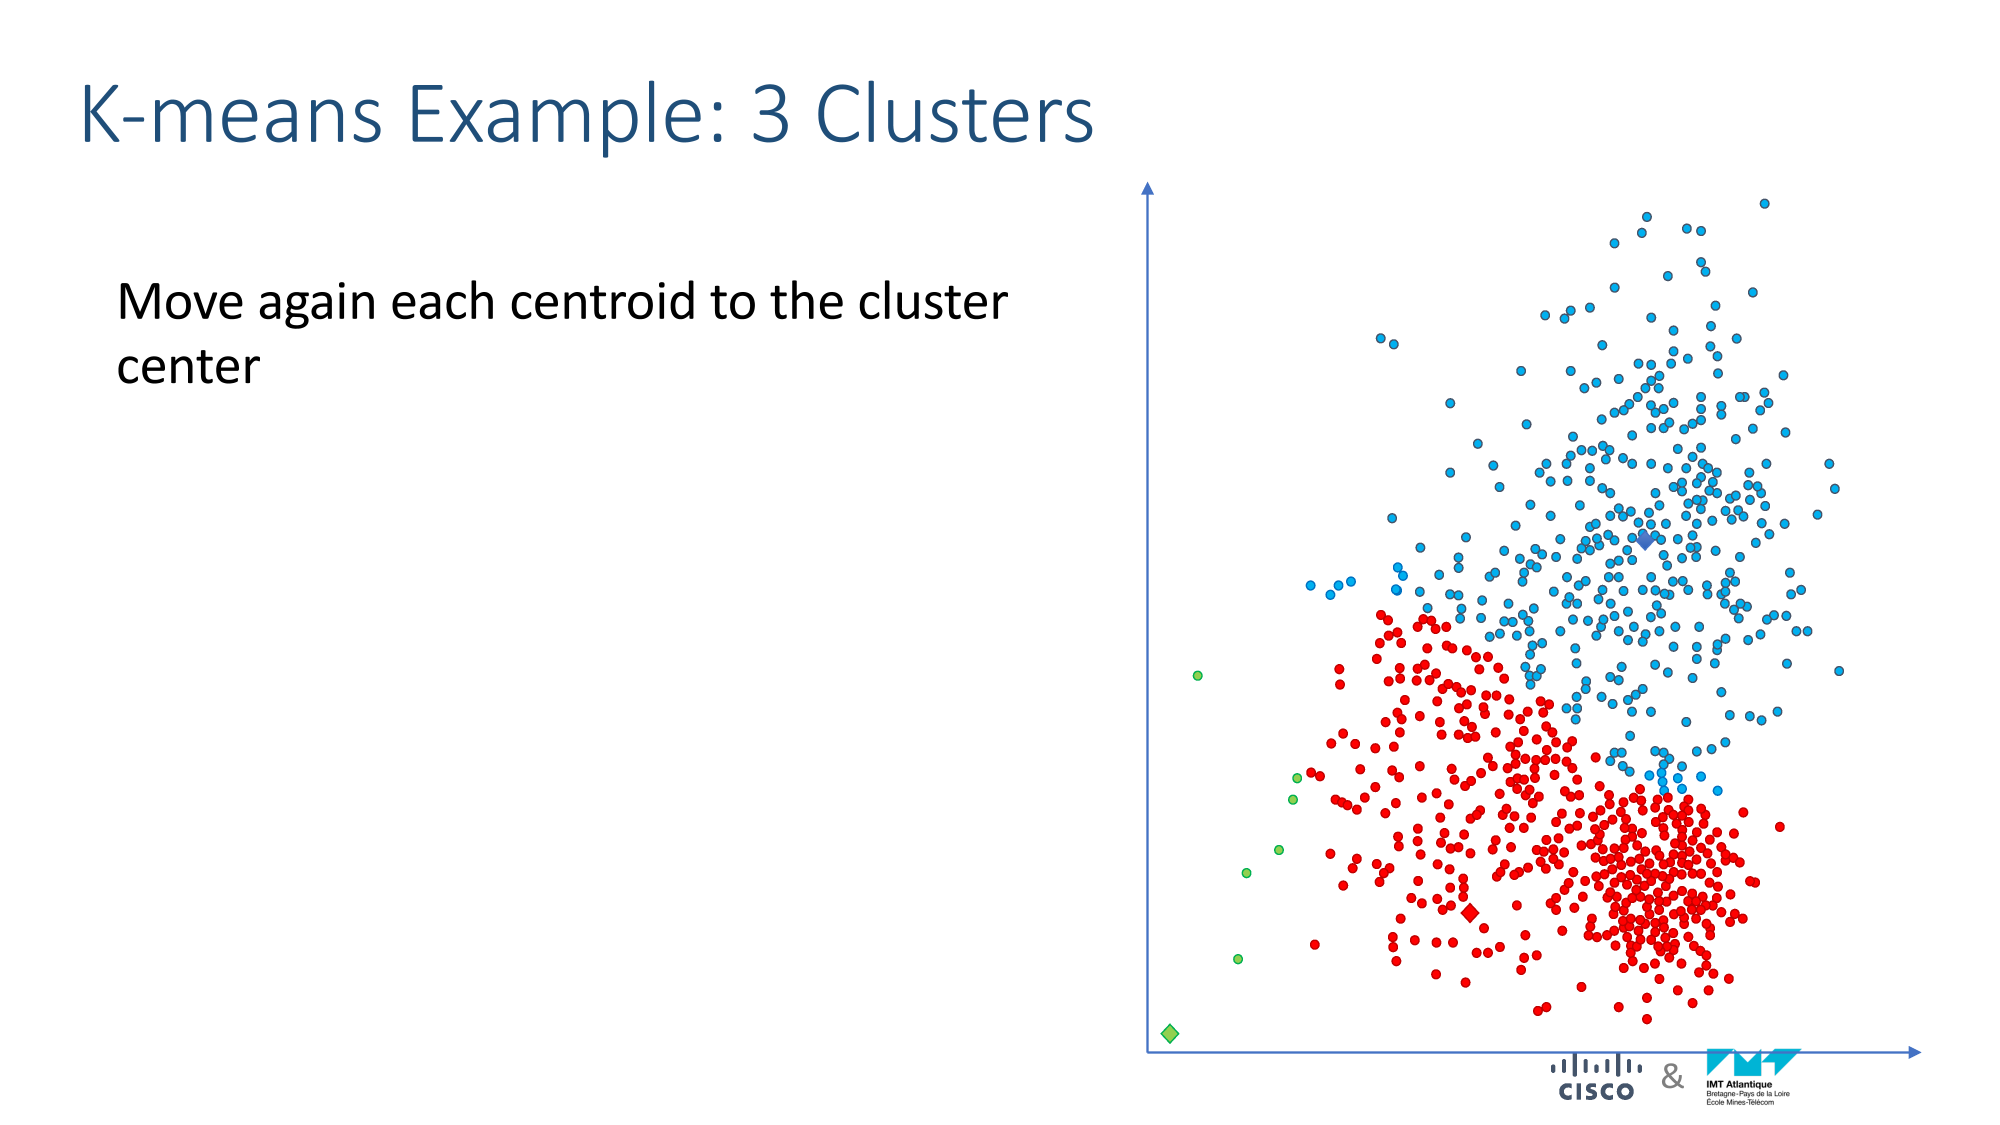 K-means Example: 3 Clusters
Move again each centroid to the cluster
center
CISCO
&
IMT Atlantique
Bretagne-Pays de la Loire
École Mines-Télécom